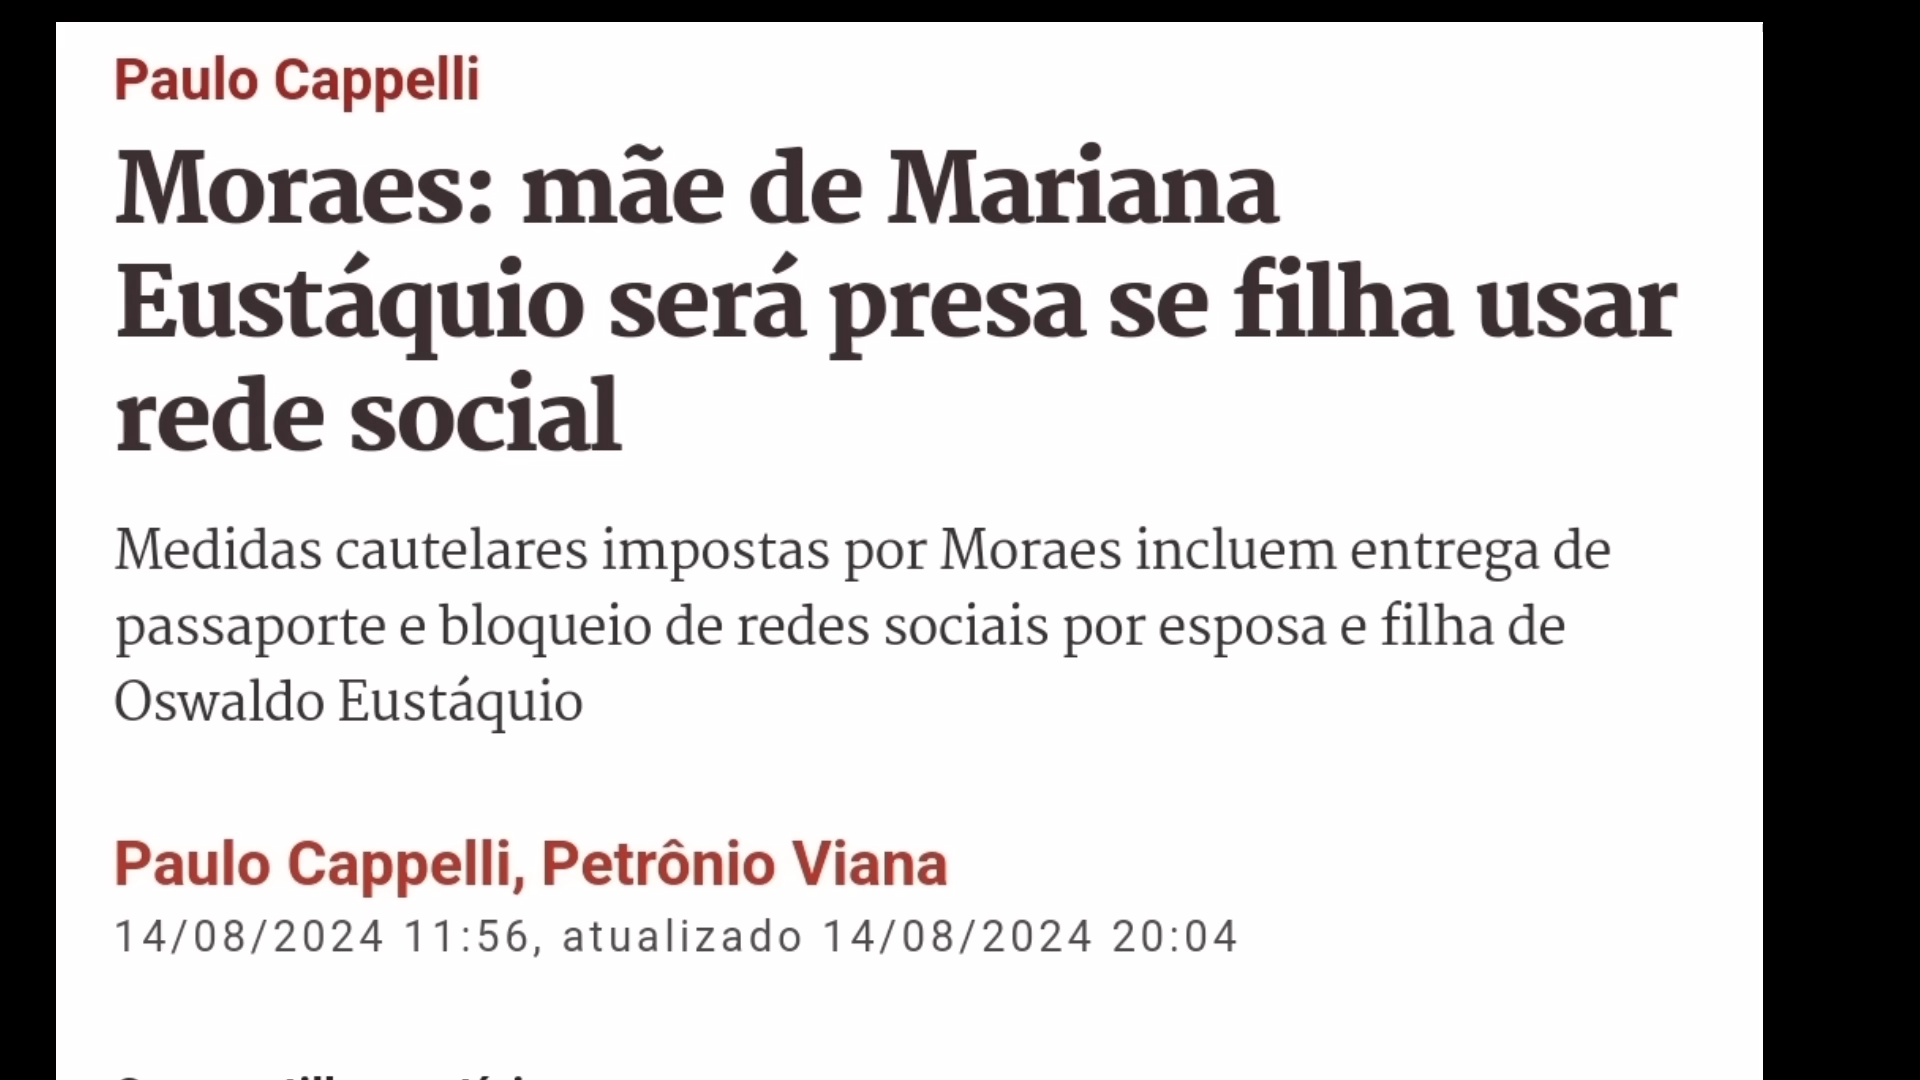 Paulo Cappelli
Moraes: mãe de Mariana
Eustáquio será presa se filha usar
rede social
Medidas cautelares impostas por Moraes incluem entrega de
passaporte e bloqueio de redes sociais por esposa e filha de
Oswaldo Eustáquio
Paulo Cappelli, Petrônio Viana
14/08/2024 11:56, atualizado 14/08/2024 20:04